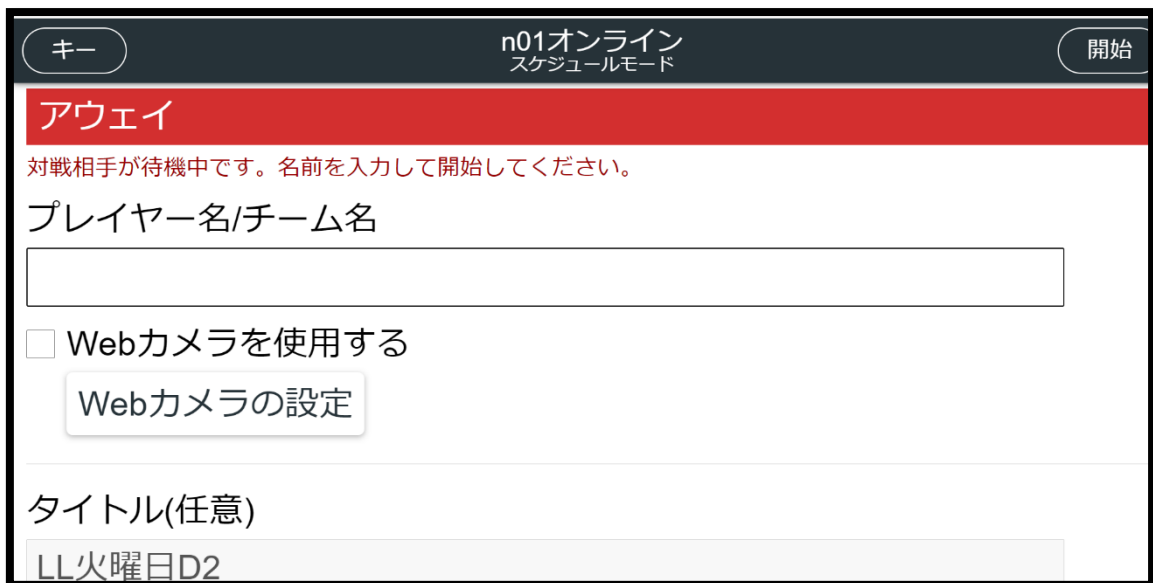 キー
n01オンライン
スケジュールモード
開始
アウェイ
対戦相手が待機中です。名前を入力して開始してください。
プレイヤー名/チーム名
Webカメラを使用する
Webカメラの設定
タイトル(任意)
LL火曜日D2